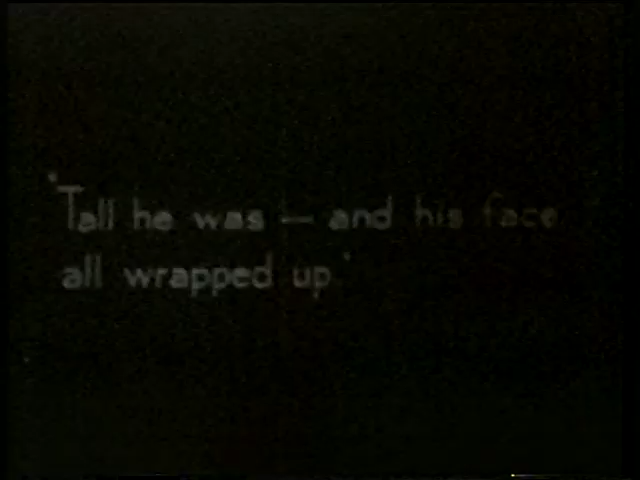 'Tall he was — and his face
all wrapped up.'